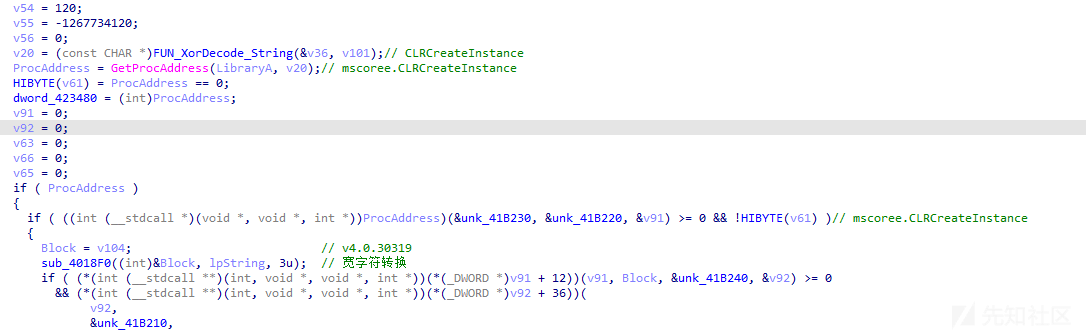 v54 = 120;
v55 = -1267734120;
v56 = 0;
v20 = (const CHAR *)FUN_XorDecode_String(&v36, v101);// CLRCreateInstance
ProcAddress = GetProcAddress(LibraryA, v20);// mscoree.CLRCreateInstance
HIBYTE(v61) = ProcAddress == 0;
dword_423480 = (int)ProcAddress;
v91 = 0;
v92 = 0;
v63 = 0;
v66 = 0;
v65 = 0;
if ( ProcAddress )
{
  if ( ((int (__stdcall *)(void *, void *, int *))ProcAddress)(&unk_41B230, &unk_41B220, &v91) >= 0 && !HIBYTE(v61) )// mscoree.CLRCreateInstance
  {
    Block = v104;                       // v4.0.30319
    sub_4018F0((int)&Block, lpString, 3u);  // 宽字符转换
    if ( (*(int (__stdcall **)(int, void *, void *, int *))(*(_DWORD *)v91 + 12))(v91, Block, &unk_41B240, &v92) >= 0
      && (*(int (__stdcall **)(int, void *, void *, int *))(*(_DWORD *)v92 + 36))(
           v92,
           &unk_41B210,
先知社区